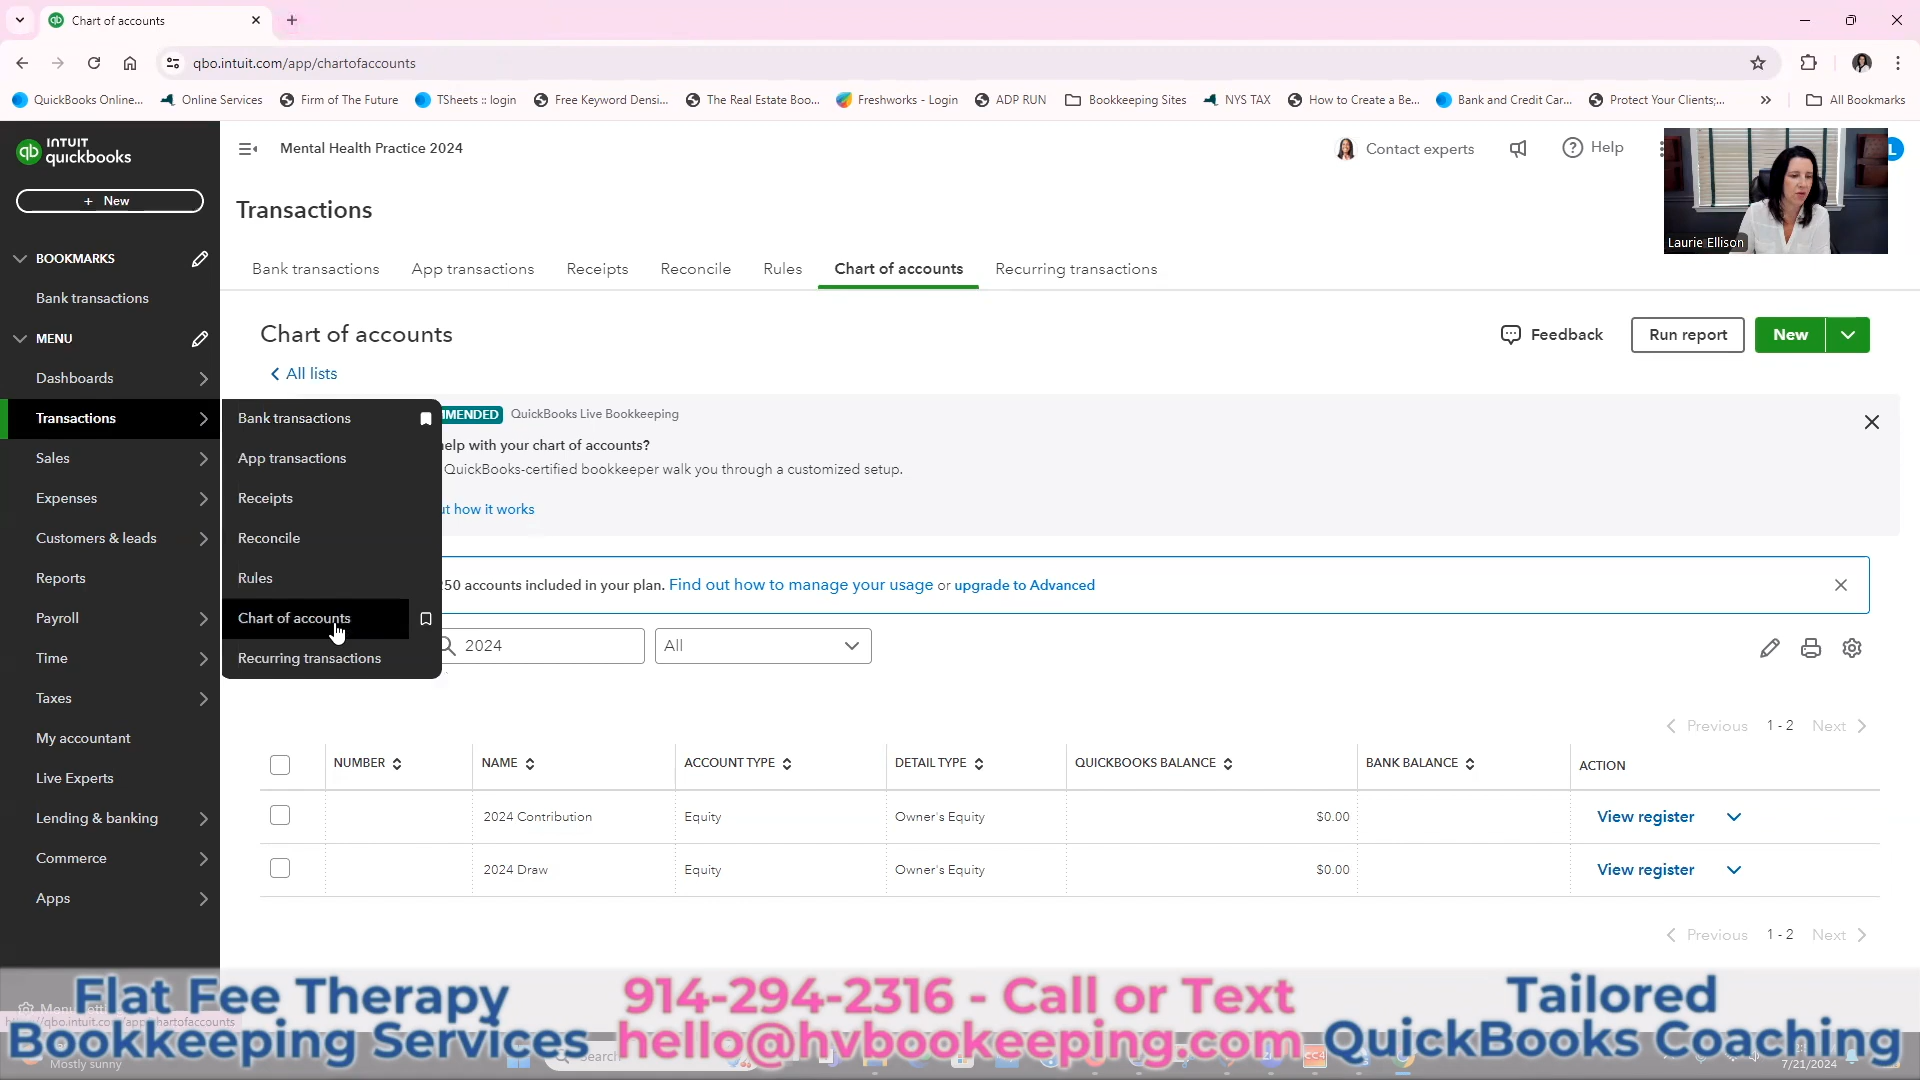 Chart of accounts
qbo.intuit.com/app/chartofaccounts
QuickBooks Online...
Online Services
Firm of The Future
TSheets :: login
Free Keyword Densi...
The Real Estate Boo...
Freshworks - Login
ADP RUN
Bookkeeping Sites
NYS TAX
How to Create a Be...
Bank and Credit Car...
Protect Your Clients;...
All Bookmarks
INTUIT
quickbooks
+ New
BOOKMARKS
Bank transactions
MENU
Dashboards
Transactions
Sales
Expenses
Customers & leads
Reports
Payroll
Time
Taxes
My accountant
Live Experts
Lending & banking
Commerce
Apps
Bank transactions
App transactions
Receipts
Reconcile
Rules
Chart of accounts
Recurring transactions
Mental Health Practice 2024
Contact experts
Help
L
Laurie Ellison
Transactions
Bank transactions
App transactions
Receipts
Reconcile
Rules
Chart of accounts
Recurring transactions
Chart of accounts
Feedback
Run report
New
All lists
MMENDED QuickBooks Live Bookkeeping
elp with your chart of accounts?
QuickBooks-certified bookkeeper walk you through a customized setup.
ut how it works
250 accounts included in your plan. Find out how to manage your usage or upgrade to Advanced
2024
All
Previous 1 - 2 Next
NUMBER NAME ACCOUNT TYPE DETAIL TYPE QUICKBOOKS BALANCE BANK BALANCE ACTION
2024 Contribution Equity Owner's Equity $0.00 View register
2024 Draw Equity Owner's Equity $0.00 View register
Previous 1 - 2 Next
Flat Fee Therapy
Bookkeeping Services
914-294-2316 - Call or Text
hello@hvbookkeeping.com
Tailored
QuickBooks Coaching
Search
Mostly sunny
7/21/2024